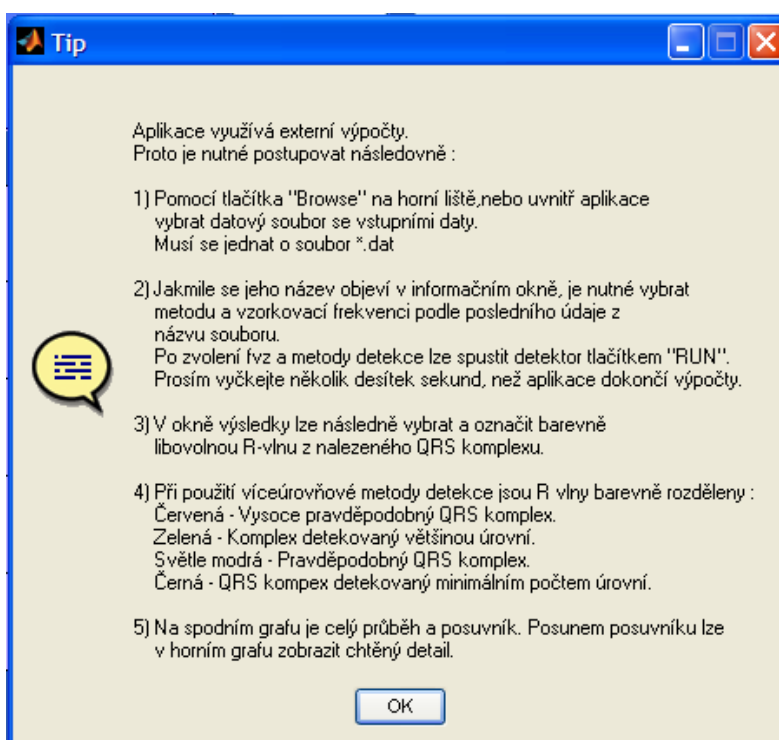 Tip
Aplikace využívá externí výpočty.
Proto je nutné postupovat následovně :
1) Pomocí tlačítka "Browse" na horní liště,nebo uvnitř aplikace
vybrat datový soubor se vstupními daty.
Musí se jednat o soubor *.dat
2) Jakmile se jeho název objeví v informačním okně, je nutné vybrat
metodu a vzorkovací frekvenci podle posledního údaje z
názvu souboru.
Po zvolení fvz a metody detekce lze spustit detektor tlačítkem "RUN".
Prosím vyčkejte několik desítek sekund, než aplikace dokončí výpočty.
3) V okně výsledky lze následně vybrat a označit barevně
libovolnou R-vlnu z nalezeného QRS komplexu.
4) Při použití víceúrovňové metody detekce jsou R vlny barevně rozděleny :
Červená - Vysoce pravděpodobný QRS komplex.
Zelená - Komplex detekovaný většinou úrovní.
Světle modrá - Pravděpodobný QRS komplex.
Černá - QRS kompex detekovaný minimálním počtem úrovní.
5) Na spodním grafu je celý průběh a posuvník. Posunem posuvníku lze
v horním grafu zobrazit chtěný detail.
OK